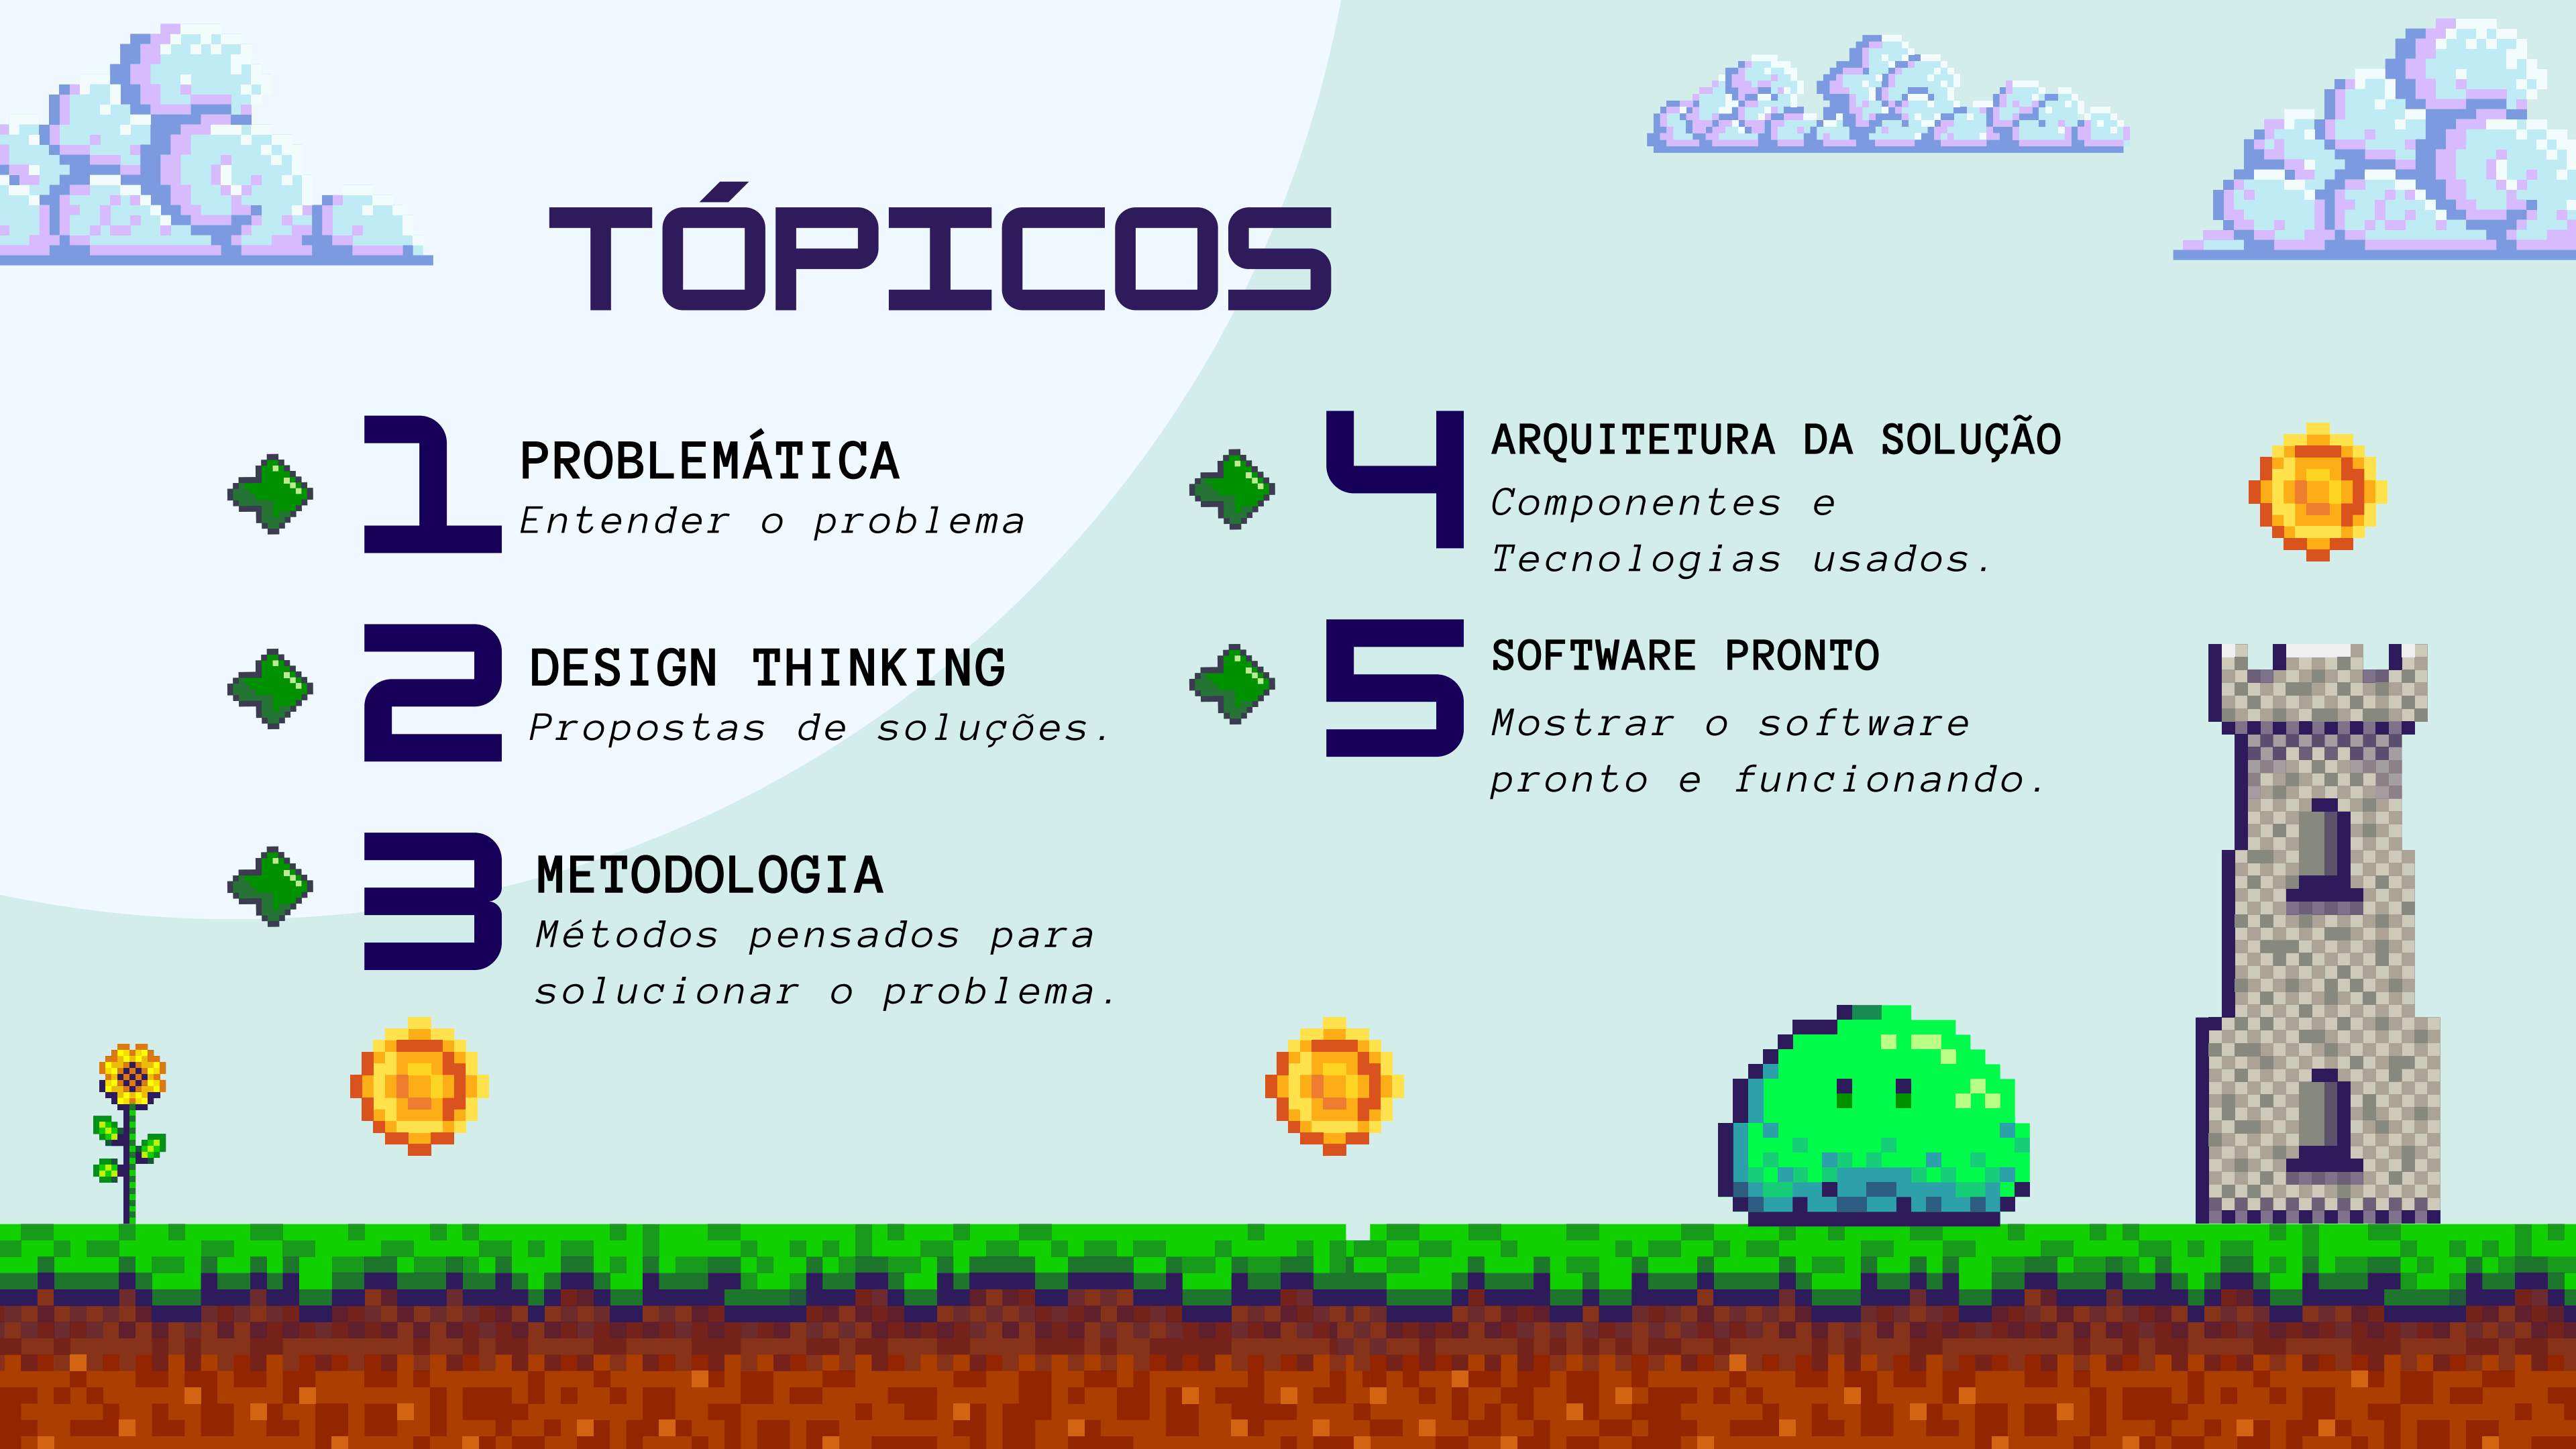 TÓPICOS
1
PROBLEMÁTICA
Entender o problema
2
DESIGN THINKING
Propostas de soluções.
3
METODOLOGIA
Métodos pensados para
solucionar o problema.
4
ARQUITETURA DA SOLUÇÃO
Componentes e
Tecnologias usados.
5
SOFTWARE PRONTO
Mostrar o software
pronto e funcionando.